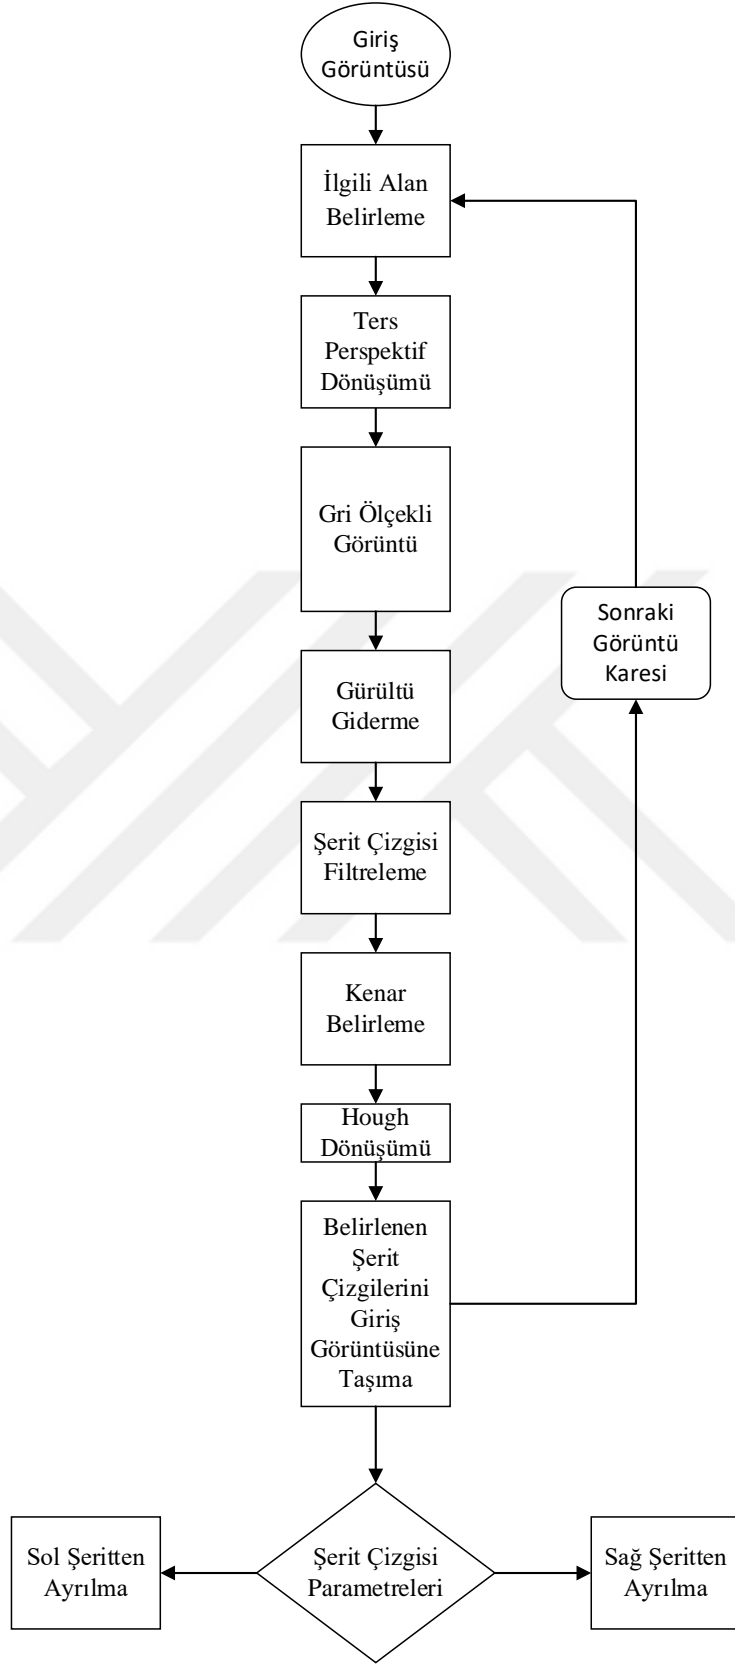 Giriş
Görüntüsü
İlgili Alan
Belirleme
Ters
Perspektif
Dönüşümü
Gri Ölçekli
Görüntü
Sonraki
Görüntü
Karesi
Gürültü
Giderme
Şerit Çizgisi
Filtreleme
Kenar
Belirleme
Hough
Dönüşümü
Belirlenen
Şerit
Çizgilerini
Giriş
Görüntüsüne
Taşıma
Sol Şeritten
Ayrılma
Şerit Çizgisi
Parametreleri
Sağ Şeritten
Ayrılma